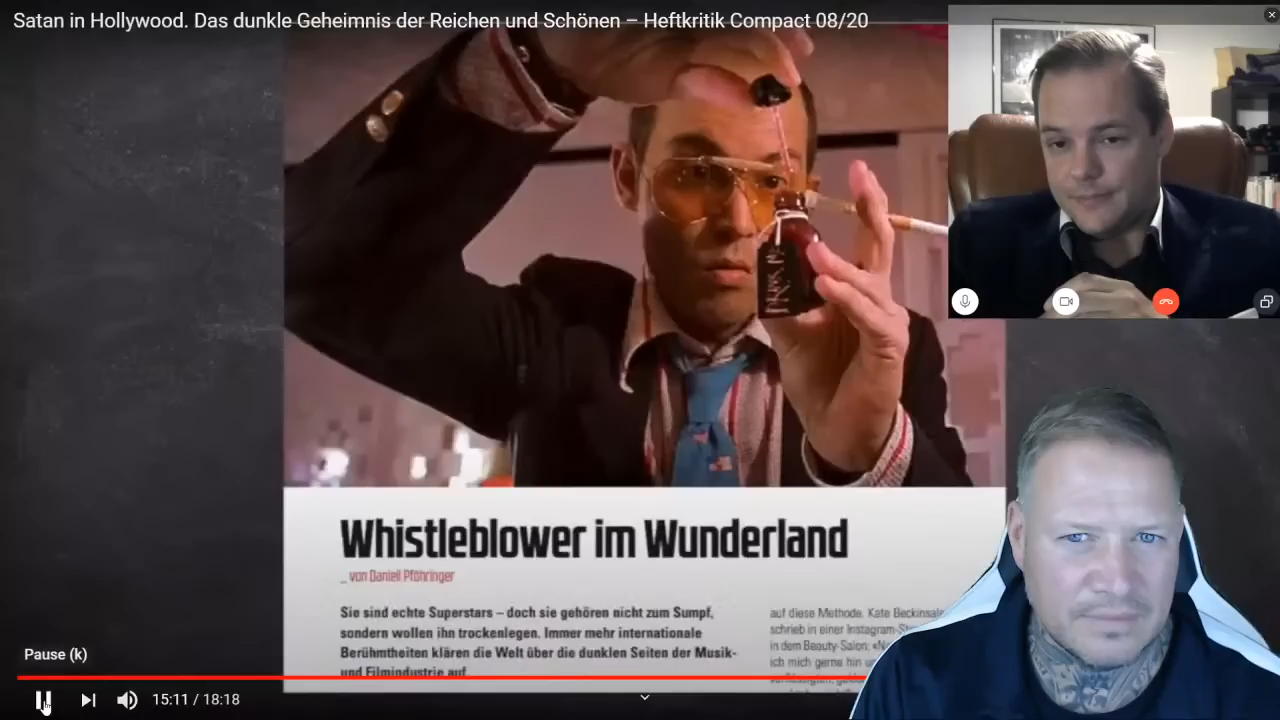 Satan in Hollywood. Das dunkle Geheimnis der Reichen und Schönen – Heftkritik Compact 08/20
DRINK M
Whistleblower im Wunderland
_ von Daniell Pföhringer
Sie sind echte Superstars – doch sie gehören nicht zum Sumpf,
sondern wollen ihn trockenlegen. Immer mehr internationale
Berühmtheiten klären die Welt über die dunklen Seiten der Musik-
und Filmindustrie auf.
auf diese Methode. Kate Beckinsale
schrieb in einer Instagram-
in dem Beauty-Salon:
ich mich gerne hin
Pause (k)
15:11 / 18:18